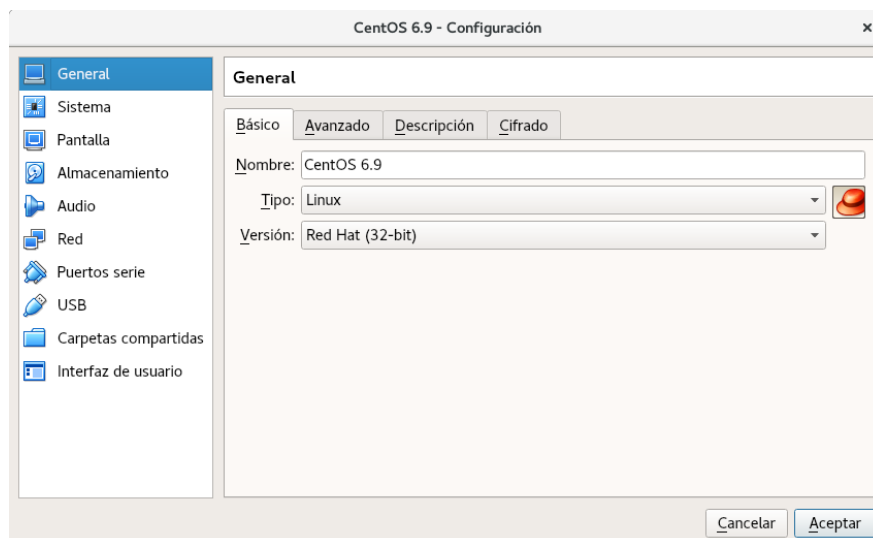 CentOS 6.9 - Configuración
General
Sistema
Pantalla
Almacenamiento
Audio
Red
Puertos serie
USB
Carpetas compartidas
Interfaz de usuario
General
Básico Avanzado Descripción Cifrado
Nombre: CentOS 6.9
Tipo: Linux
Versión: Red Hat (32-bit)
Cancelar Aceptar